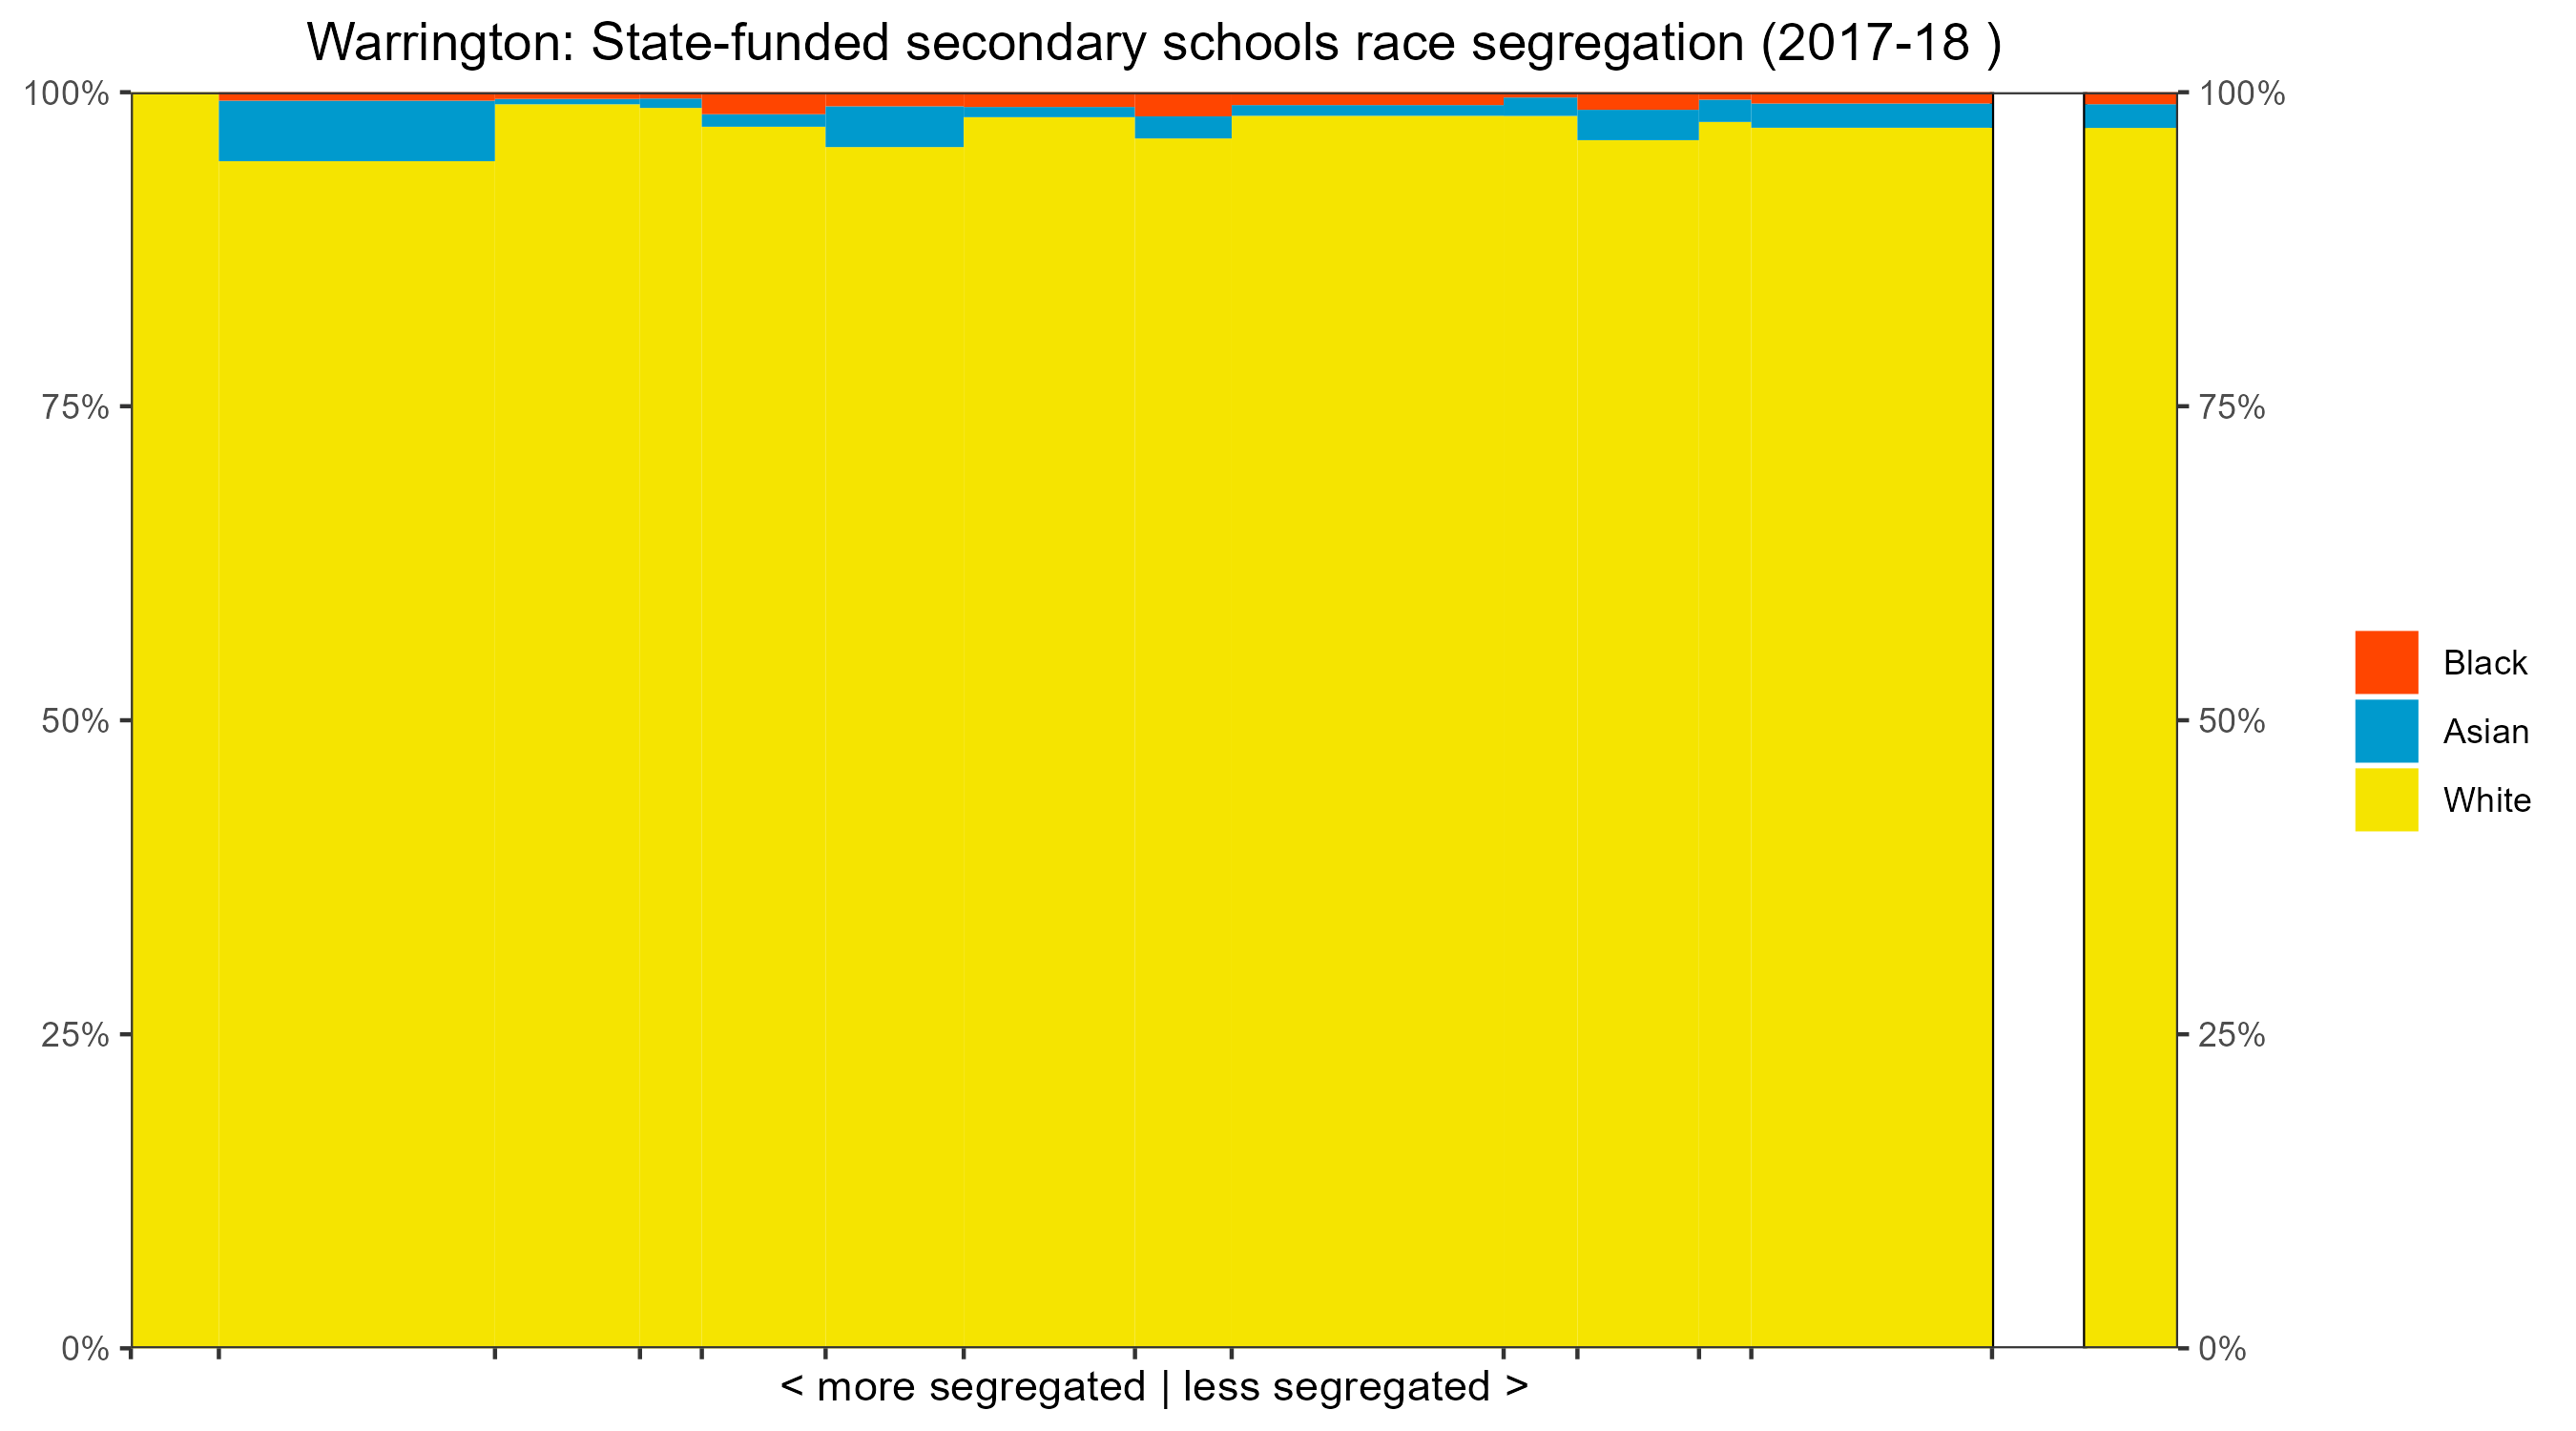 Warrington: State-funded secondary schools race segregation (2017-18 )
100%
75%
50%
25%
0%
100%
75%
50%
25%
0%
Black
Asian
White
< more segregated | less segregated >